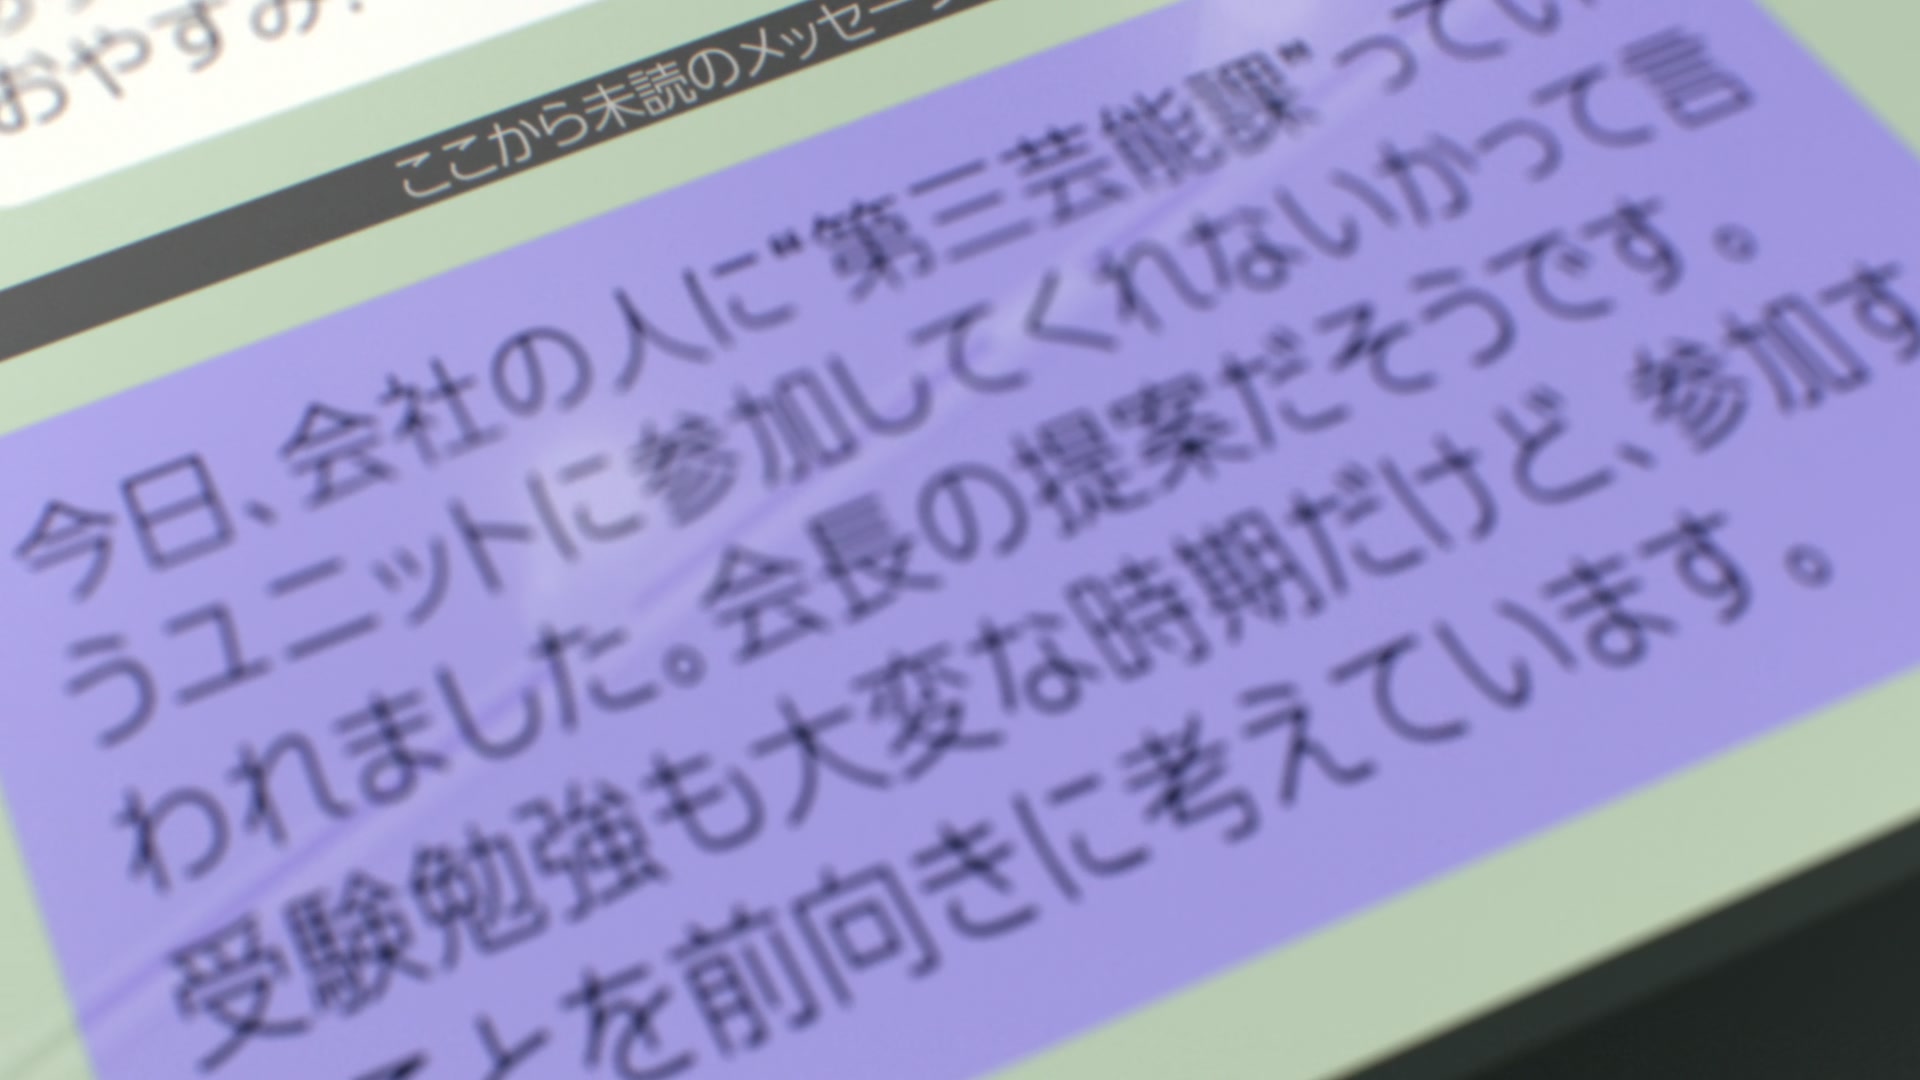 おやすみ!
ここから未読のメッセージ
今日、会社の人に"第三芸能課"ってい
うユニットに参加してくれないかって言
われました。会長の提案だそうです。
受験勉強も大変な時期だけど、参加す
ことを前向きに考えています。